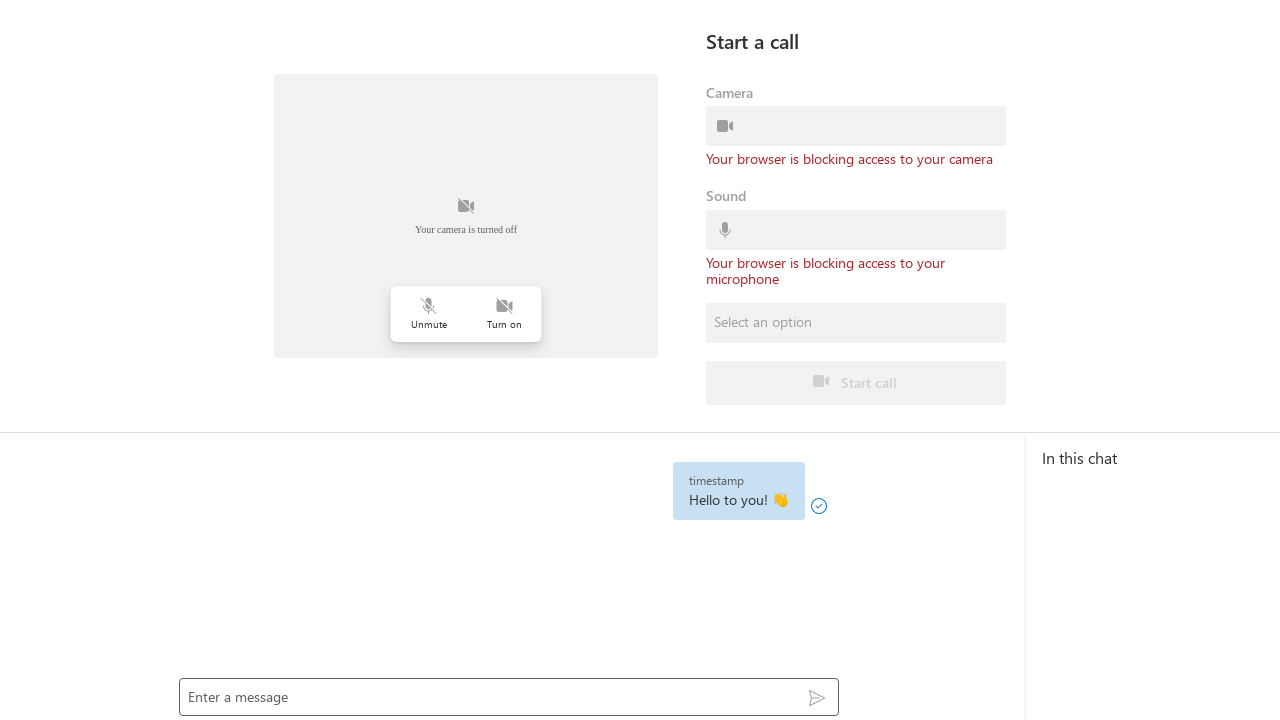 Start a call
Camera
Your browser is blocking access to your camera
Sound
Your browser is blocking access to your
microphone
Select an option
Start call
Your camera is turned off
Unmute
Turn on
timestamp
Hello to you! 👋
Enter a message
In this chat